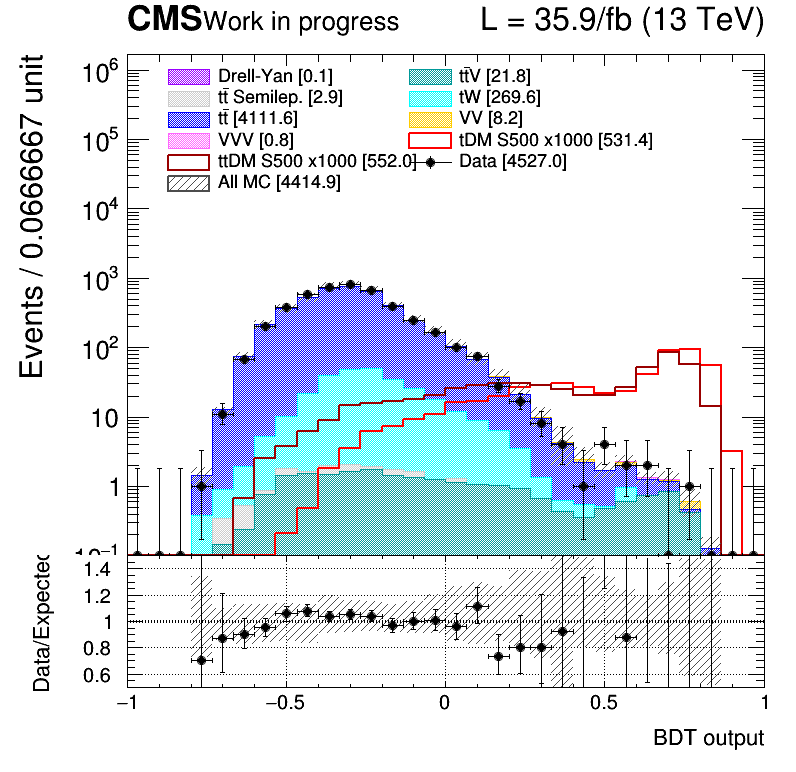 CMS Work in progress L = 35.9/fb (13 TeV)
Events / 0.0666667 unit
10⁶
10⁵
10⁴
10³
10²
10
1
10⁻¹
Drell-Yan [0.1] tt̄V [21.8]
tt̄ Semilep. [2.9] tW [269.6]
tt̄ [4111.6] VV [8.2]
VVV [0.8] tDM S500 x1000 [531.4]
ttDM S500 x1000 [552.0] Data [4527.0]
All MC [4414.9]
Data/Expected
1.4
1.2
1
0.8
0.6
−1 −0.5 0 0.5 1
BDT output